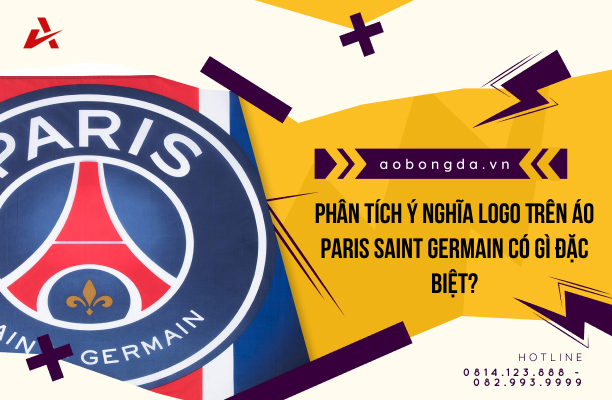 PARIS
aobongda.vn
PHÂN TÍCH Ý NGHĨA LOGO TRÊN ÁO
PARIS SAINT GERMAIN CÓ GÌ ĐẶC
BIỆT?
AIN GERMAIN
HOTLINE
0814.123.888 -
082.993.9999